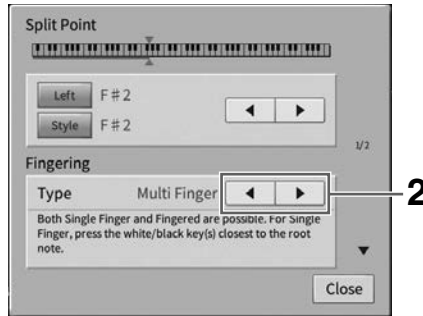 Split Point
Left F#2
Style F#2
1/2
Fingering
Type Multi Finger
2
Both Single Finger and Fingered are possible. For Single
Finger, press the white/black key(s) closest to the root
note.
Close